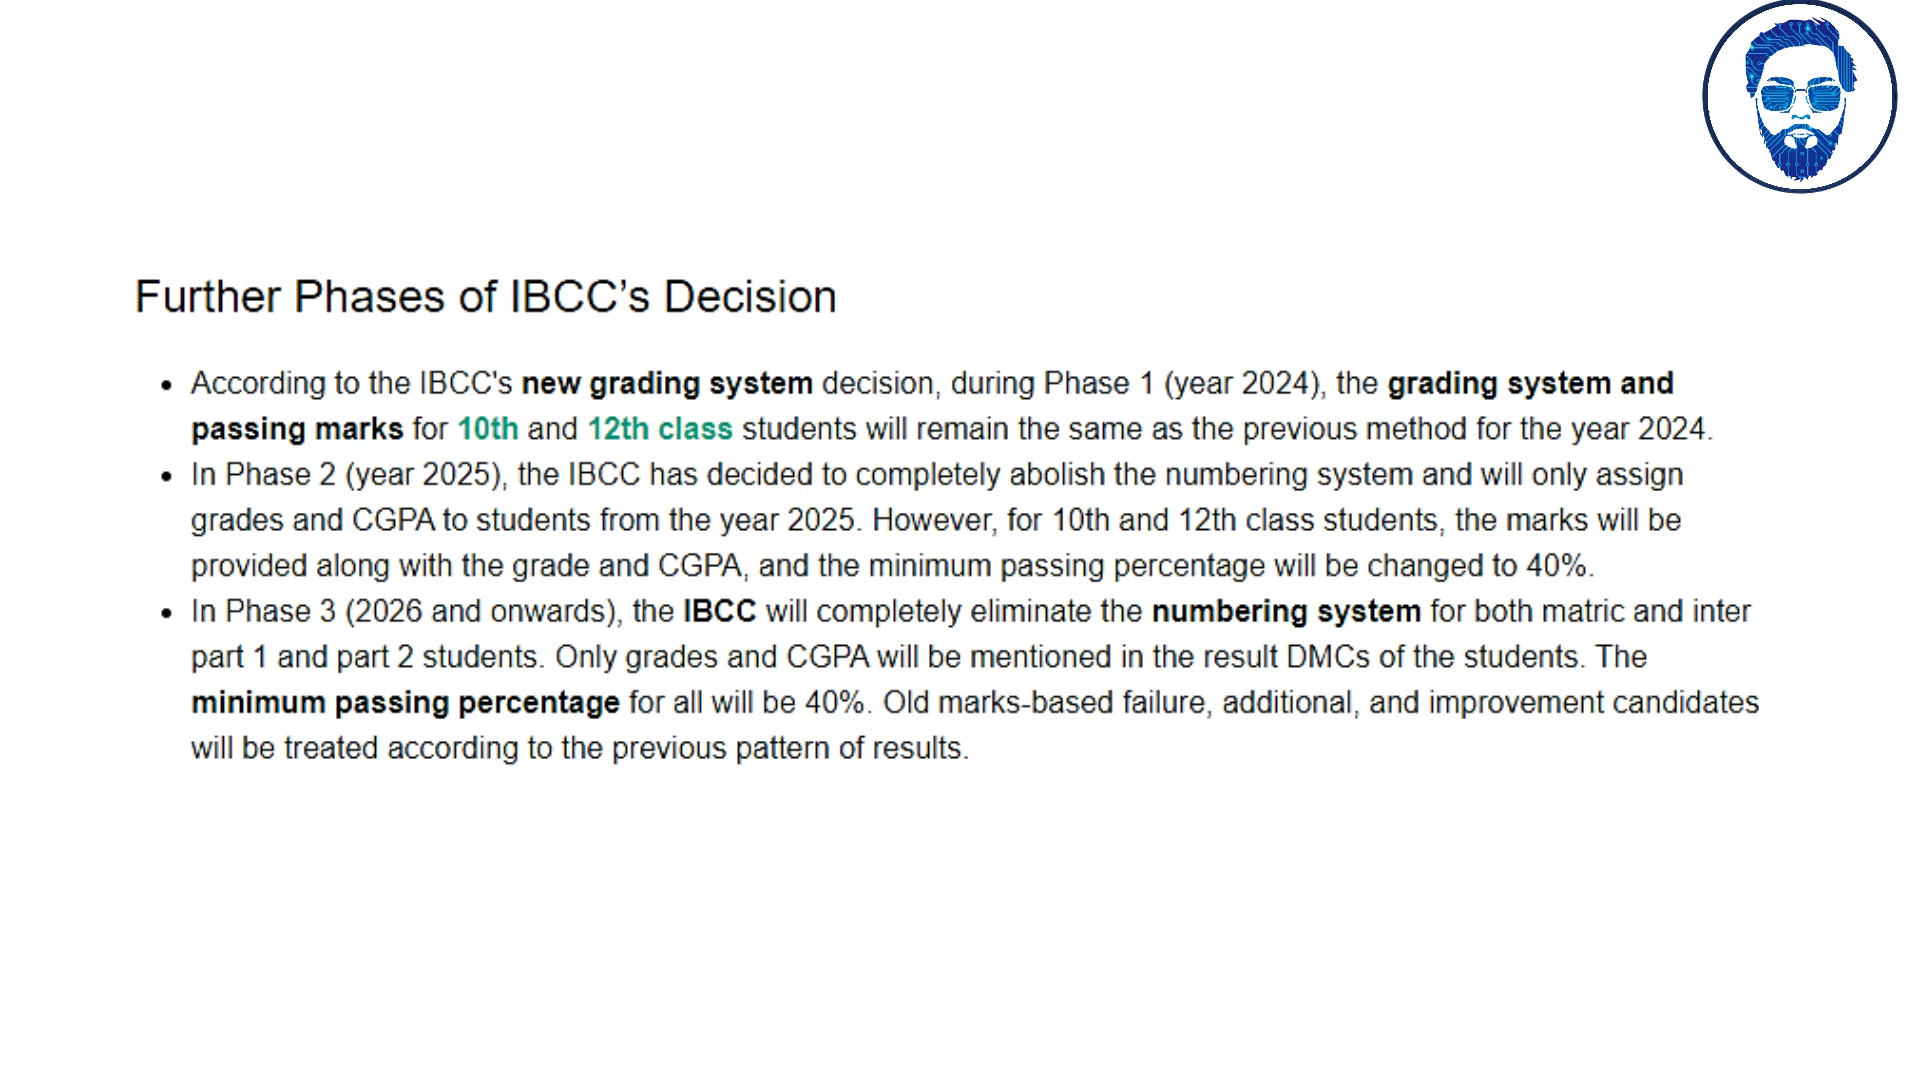 Further Phases of IBCC’s Decision
• According to the IBCC's new grading system decision, during Phase 1 (year 2024), the grading system and
passing marks for 10th and 12th class students will remain the same as the previous method for the year 2024.
• In Phase 2 (year 2025), the IBCC has decided to completely abolish the numbering system and will only assign
grades and CGPA to students from the year 2025. However, for 10th and 12th class students, the marks will be
provided along with the grade and CGPA, and the minimum passing percentage will be changed to 40%.
• In Phase 3 (2026 and onwards), the IBCC will completely eliminate the numbering system for both matric and inter
part 1 and part 2 students. Only grades and CGPA will be mentioned in the result DMCs of the students. The
minimum passing percentage for all will be 40%. Old marks-based failure, additional, and improvement candidates
will be treated according to the previous pattern of results.